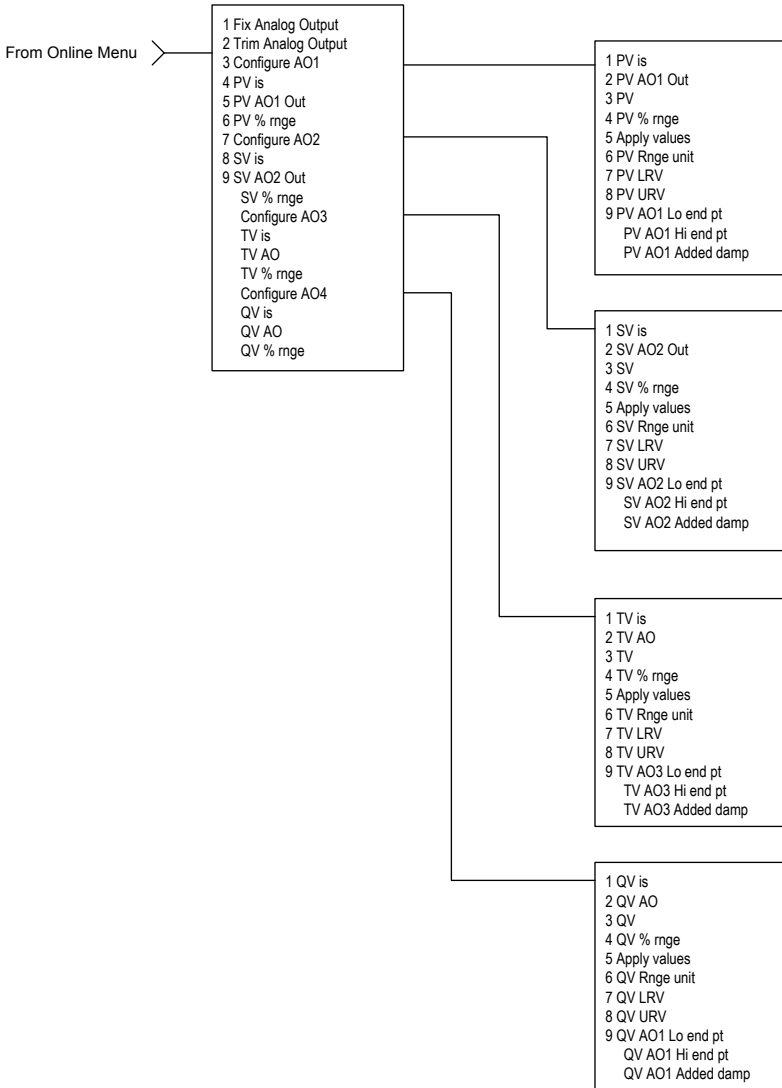 From Online Menu
1 Fix Analog Output
2 Trim Analog Output
3 Configure AO1
4 PV is
5 PV AO1 Out
6 PV % rnge
7 Configure AO2
8 SV is
9 SV AO2 Out
SV % rnge
Configure AO3
TV is
TV AO
TV % rnge
Configure AO4
QV is
QV AO
QV % rnge
1 PV is
2 PV AO1 Out
3 PV
4 PV % rnge
5 Apply values
6 PV Rnge unit
7 PV LRV
8 PV URV
9 PV AO1 Lo end pt
PV AO1 Hi end pt
PV AO1 Added damp
1 SV is
2 SV AO2 Out
3 SV
4 SV % rnge
5 Apply values
6 SV Rnge unit
7 SV LRV
8 SV URV
9 SV AO2 Lo end pt
SV AO2 Hi end pt
SV AO2 Added damp
1 TV is
2 TV AO
3 TV
4 TV % rnge
5 Apply values
6 TV Rnge unit
7 TV LRV
8 TV URV
9 TV AO3 Lo end pt
TV AO3 Hi end pt
TV AO3 Added damp
1 QV is
2 QV AO
3 QV
4 QV % rnge
5 Apply values
6 QV Rnge unit
7 QV LRV
8 QV URV
9 QV AO1 Lo end pt
QV AO1 Hi end pt
QV AO1 Added damp